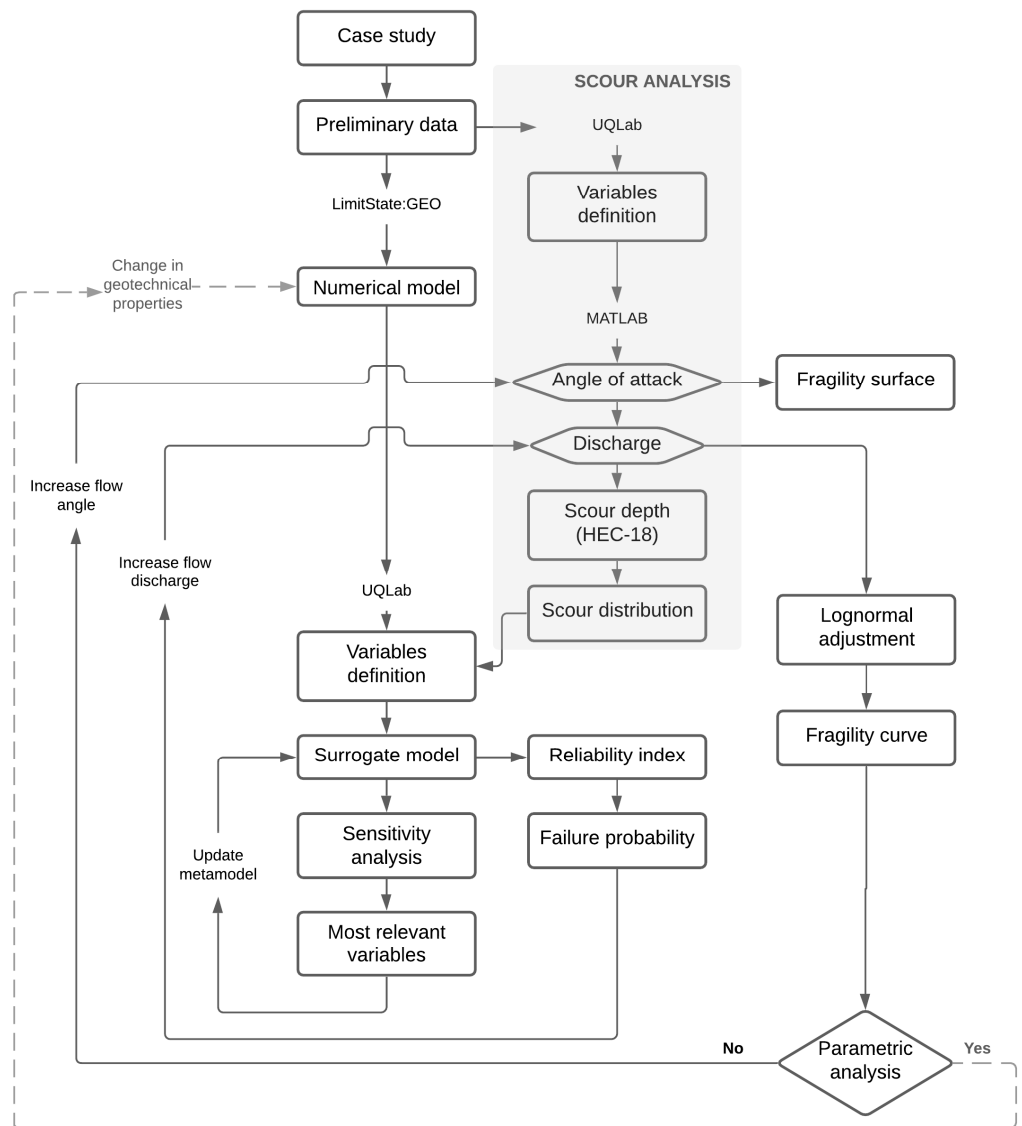 Case study
SCOUR ANALYSIS
Preliminary data
UQLab
LimitState:GEO
Variables
definition
Change in
geotechnical
properties
Numerical model
MATLAB
Angle of attack
Fragility surface
Discharge
Increase flow
angle
Scour depth
(HEC-18)
Increase flow
discharge
UQLab
Scour distribution
Lognormal
adjustment
Variables
definition
Fragility curve
Surrogate model
Reliability index
Sensitivity
analysis
Failure probability
Update
metamodel
Most relevant
variables
No
Parametric
analysis
Yes